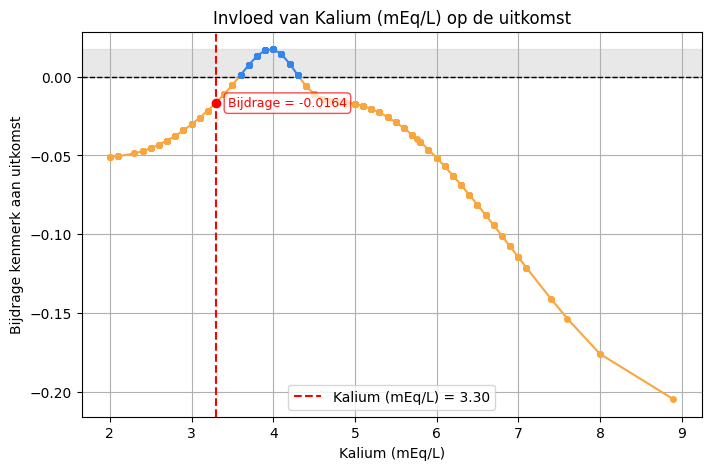 Invloed van Kalium (mEq/L) op de uitkomst
Bijdrage kenmerk aan uitkomst
0.00
−0.05
−0.10
−0.15
−0.20
Bijdrage = -0.0164
Kalium (mEq/L) = 3.30
2 3 4 5 6 7 8 9
Kalium (mEq/L)